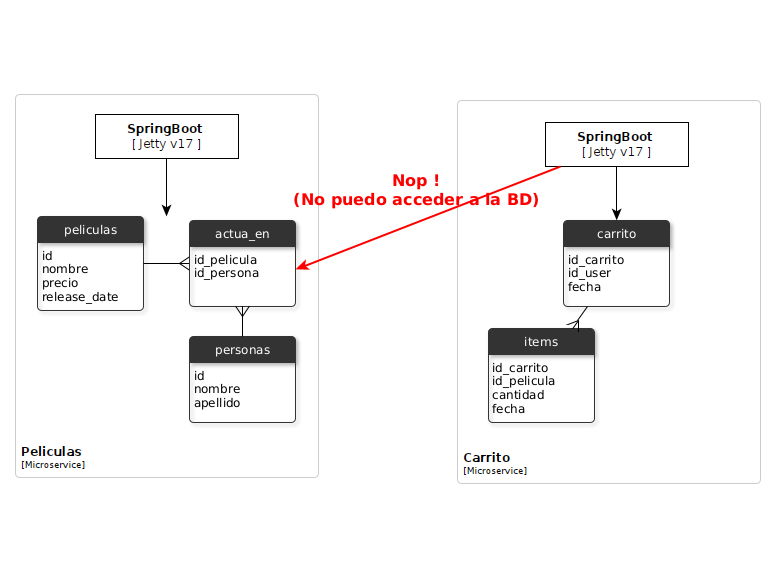 SpringBoot
[ Jetty v17 ]
peliculas
id
nombre
precio
release_date
actua_en
id_pelicula
id_persona
personas
id
nombre
apellido
Peliculas
[Microservice]
Nop !
(No puedo acceder a la BD)
SpringBoot
[ Jetty v17 ]
carrito
id_carrito
id_user
fecha
items
id_carrito
id_pelicula
cantidad
fecha
Carrito
[Microservice]